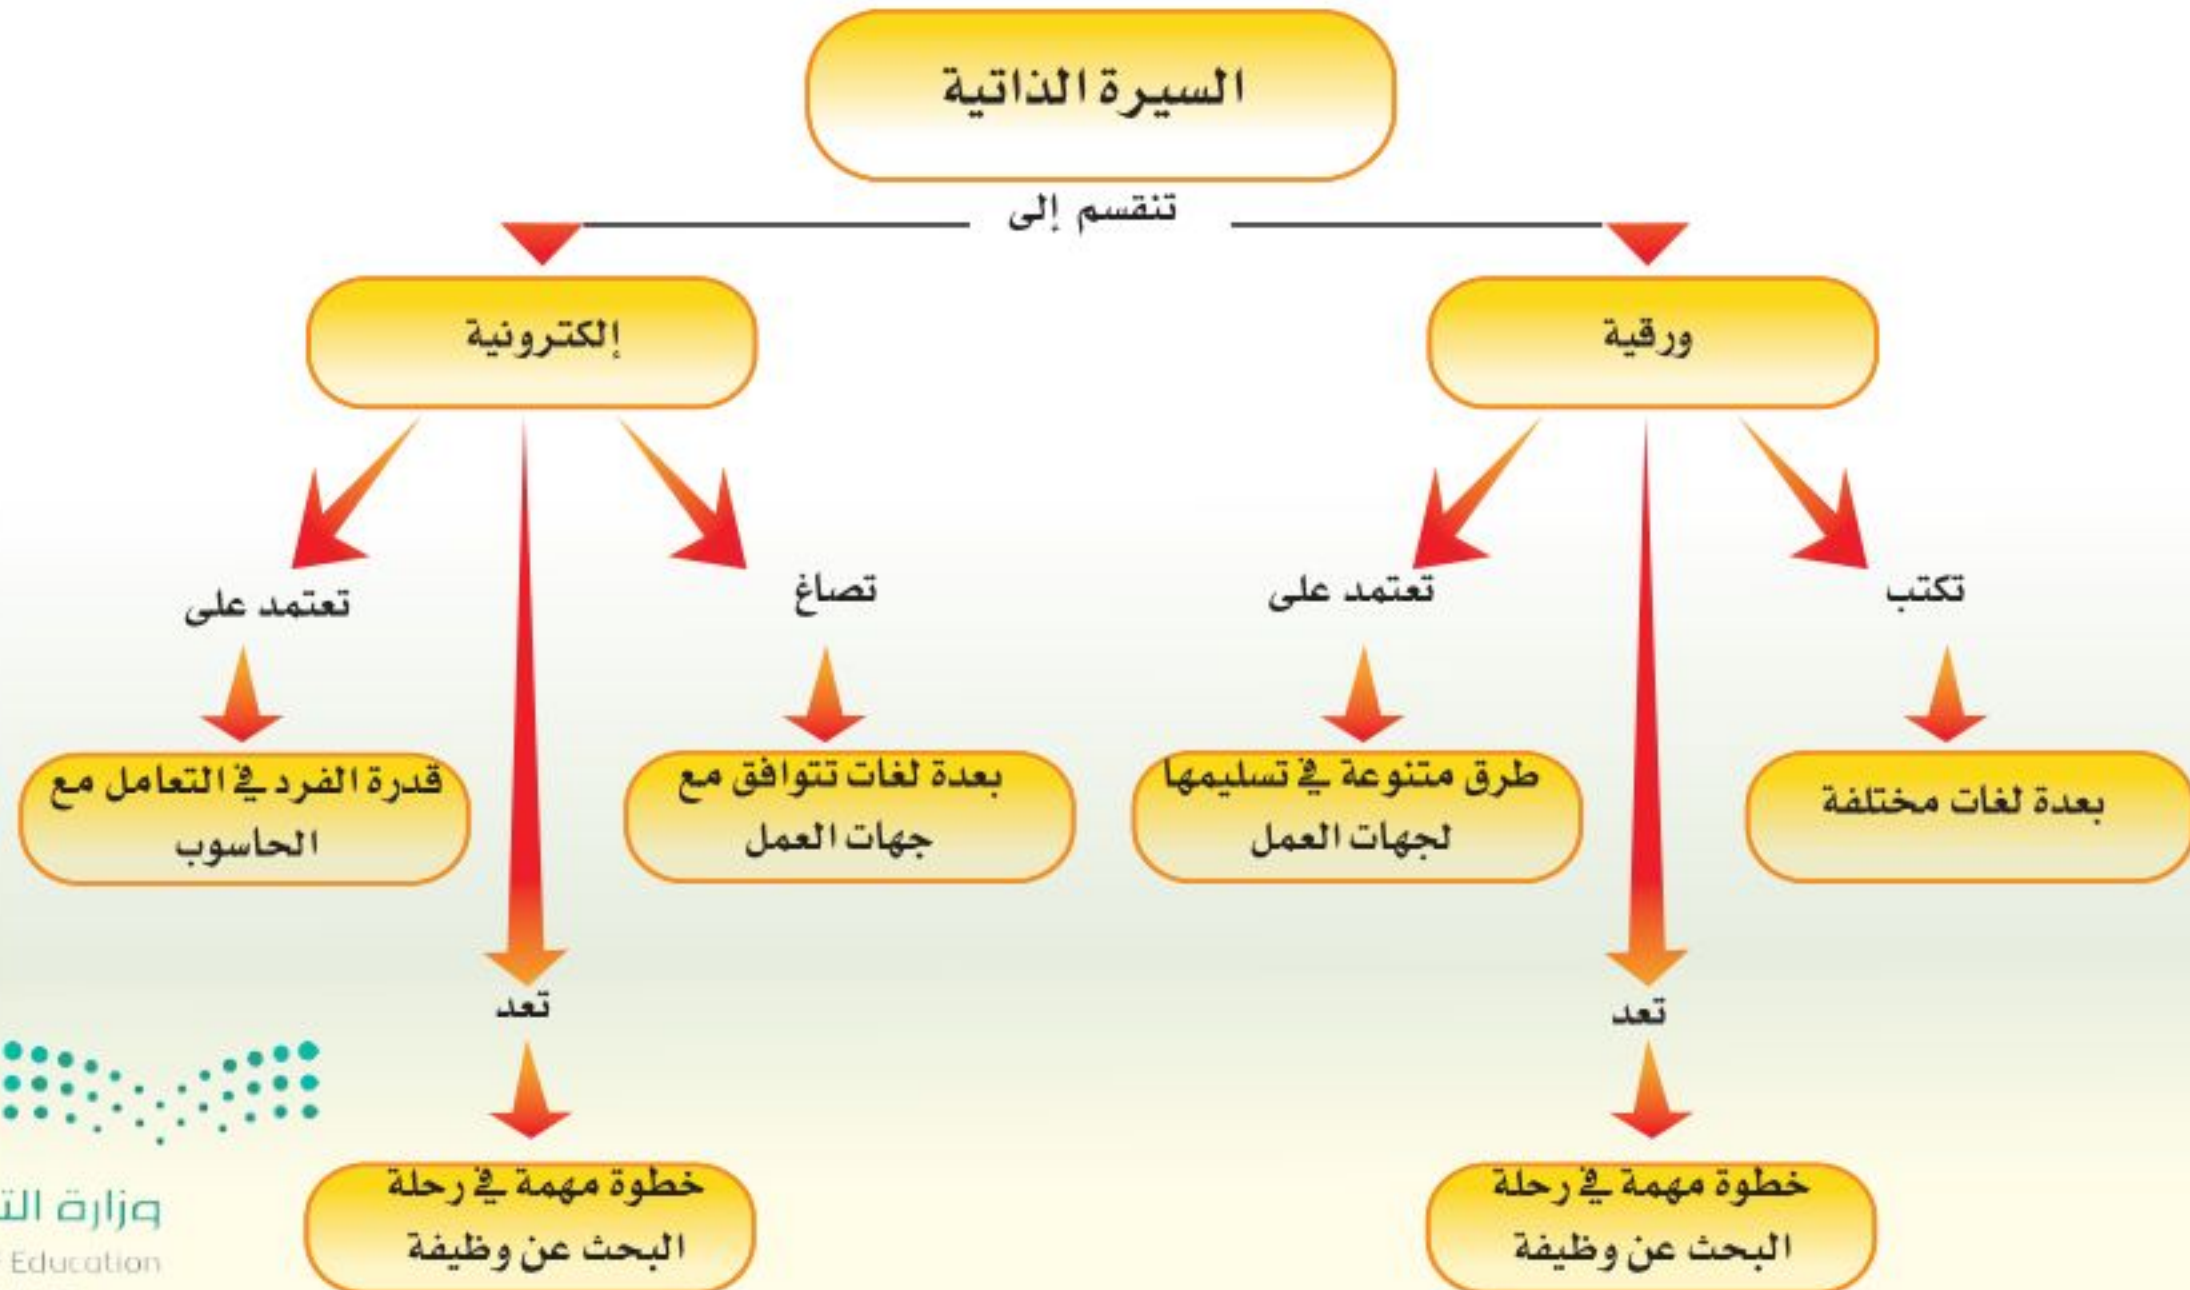 السيرة الذاتية
تنقسم إلى
ورقية
إلكترونية
تكتب
تعتمد على
تصاغ
تعتمد على
بعدة لغات مختلفة
طرق متنوعة في تسليمها
لجهات العمل
بعدة لغات تتوافق مع
جهات العمل
قدرة الفرد في التعامل مع
الحاسوب
تعد
تعد
خطوة مهمة في رحلة
البحث عن وظيفة
خطوة مهمة في رحلة
البحث عن وظيفة
وزارة
Education